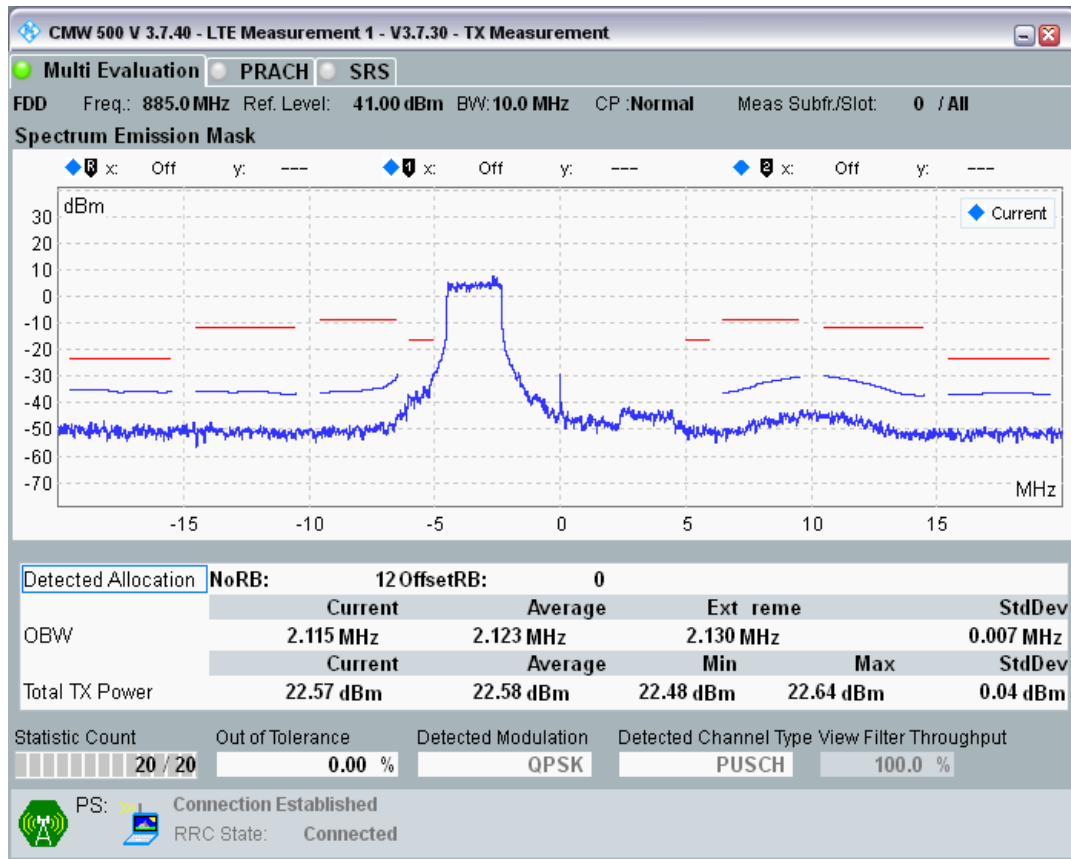 CMW 500 V 3.7.40 - LTE Measurement 1 - V3.7.30 - TX Measurement
Multi Evaluation PRACH SRS
FDD Freq.: 885.0 MHz Ref. Level: 41.00 dBm BW: 10.0 MHz CP :Normal Meas Subfr./Slot: 0 / All
Spectrum Emission Mask
R x: Off y: --- 1 x: Off y: --- 2 x: Off y: ---
dBm
Current
30
20
10
0
-10
-20
-30
-40
-50
-60
-70
MHz
-15 -10 -5 0 5 10 15
Detected Allocation NoRB: 12 OffsetRB: 0
Current Average Ext reme StdDev
OBW 2.115 MHz 2.123 MHz 2.130 MHz 0.007 MHz
Current Average Min Max StdDev
Total TX Power 22.57 dBm 22.58 dBm 22.48 dBm 22.64 dBm 0.04 dBm
Statistic Count Out of Tolerance Detected Modulation Detected Channel Type View Filter Throughput
20 / 20 0.00 % QPSK PUSCH 100.0 %
PS: Connection Established
RRC State: Connected